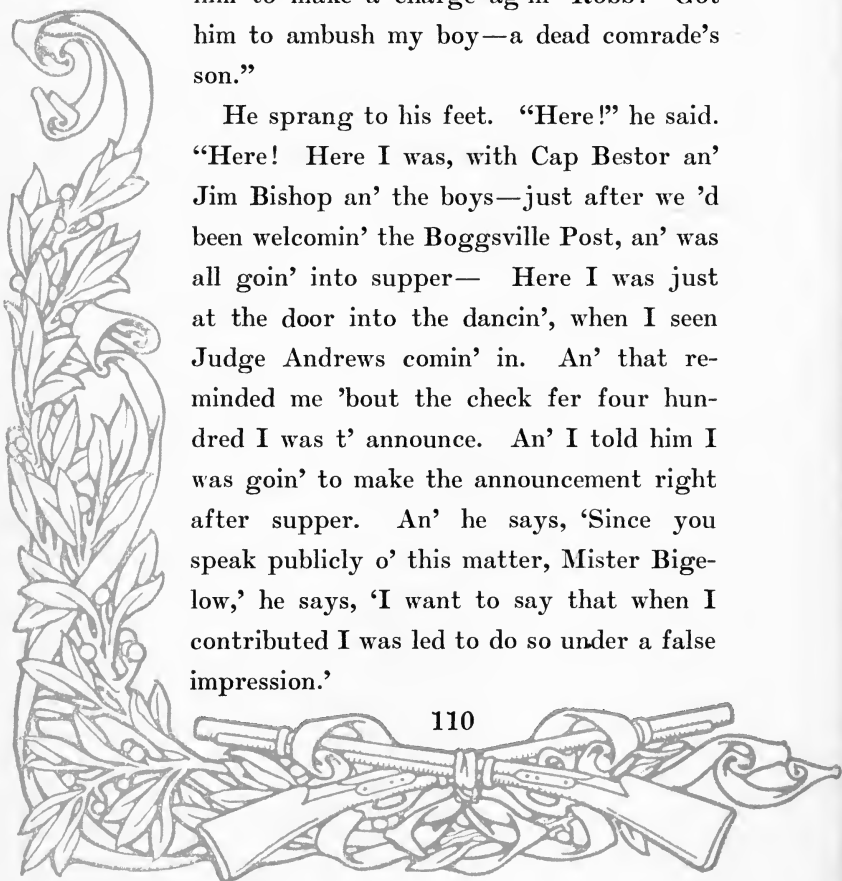 him to make a charge ag'in Robb! Got
him to ambush my boy—a dead comrade's
son.”
He sprang to his feet. “Here!” he said.
“Here! Here I was, with Cap Bestor an’
Jim Bishop an’ the boys—just after we ’d
been welcomin’ the Boggsville Post, an’ was
all goin’ into supper— Here I was just
at the door into the dancin’, when I seen
Judge Andrews comin’ in. An’ that re-
minded me ’bout the check fer four hun-
dred I was t’ announce. An’ I told him I
was goin’ to make the announcement right
after supper. An’ he says, ‘Since you
speak publicly o’ this matter, Mister Bige-
low,’ he says, ‘I want to say that when I
contributed I was led to do so under a false
impression.’
110